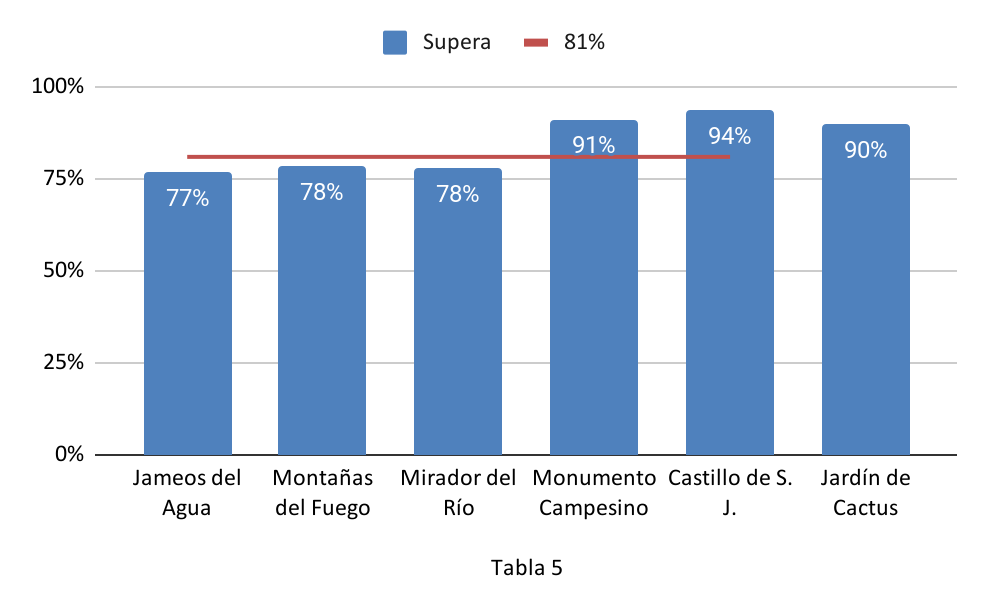 Supera 81%
100%
75%
50%
25%
0%
77% 78% 78% 91% 94% 90%
Jameos del Montañas Mirador del Monumento Castillo de S. Jardín de
Agua del Fuego Río Campesino J. Cactus
Tabla 5